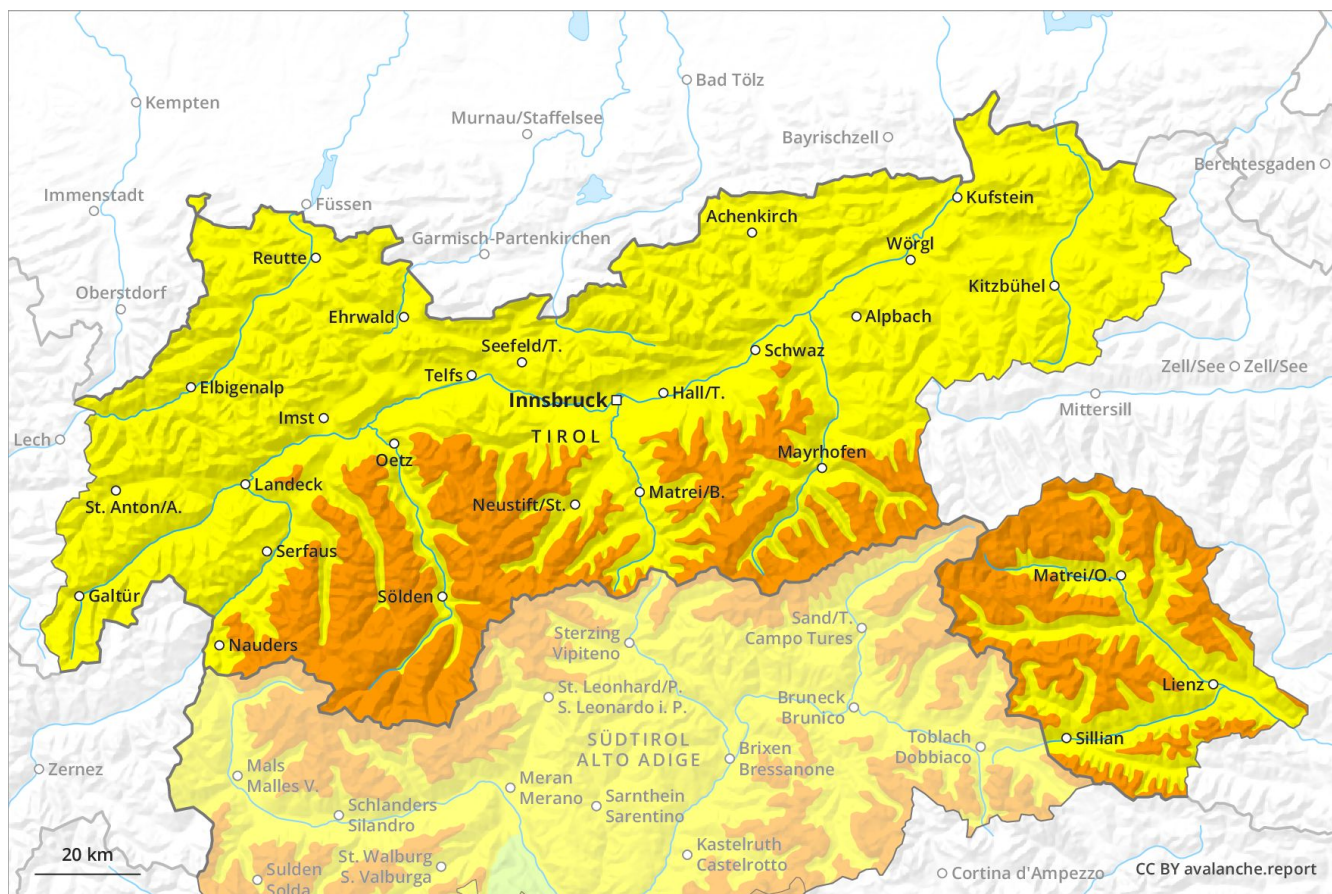 Kempten
Bad Tölz
Murnau/Staffelsee
Bayrischzell
Berchtesgaden
Immenstadt
Füssen
Kufstein
Achenkirch
Garmisch-Partenkirchen
Wörgl
Reutte
Oberstdorf
Kitzbühel
Ehrwald
Alpbach
Seefeld/T.
Schwaz
Telfs
Zell/See
Zell/See
Elbigenalp
Innsbruck
Hall/T.
Mittersill
Imst
TIROL
Lech
Oetz
Mayrhofen
Landeck
Matrei/B.
St. Anton/A.
Neustift/St.
Serfaus
Matrei/O.
Galtür
Sölden
Sand/T.
Campo Tures
Sterzing
Vipiteno
Nauders
Lienz
St. Leonhard/P.
S. Leonardo i. P.
Bruneck
Brunico
SÜDTIROL
ALTO ADIGE
Sillian
Toblach
Dobbiaco
Brixen
Bressanone
Zernez
Mals
Malles V.
Meran
Merano
Sarnthein
Sarentino
Schlanders
Silandro
Kastelruth
Castelrotto
20 km
St. Walburg
S. Valburga
Sulden
Solda
Cortina d'Ampezzo
CC BY avalanche.report